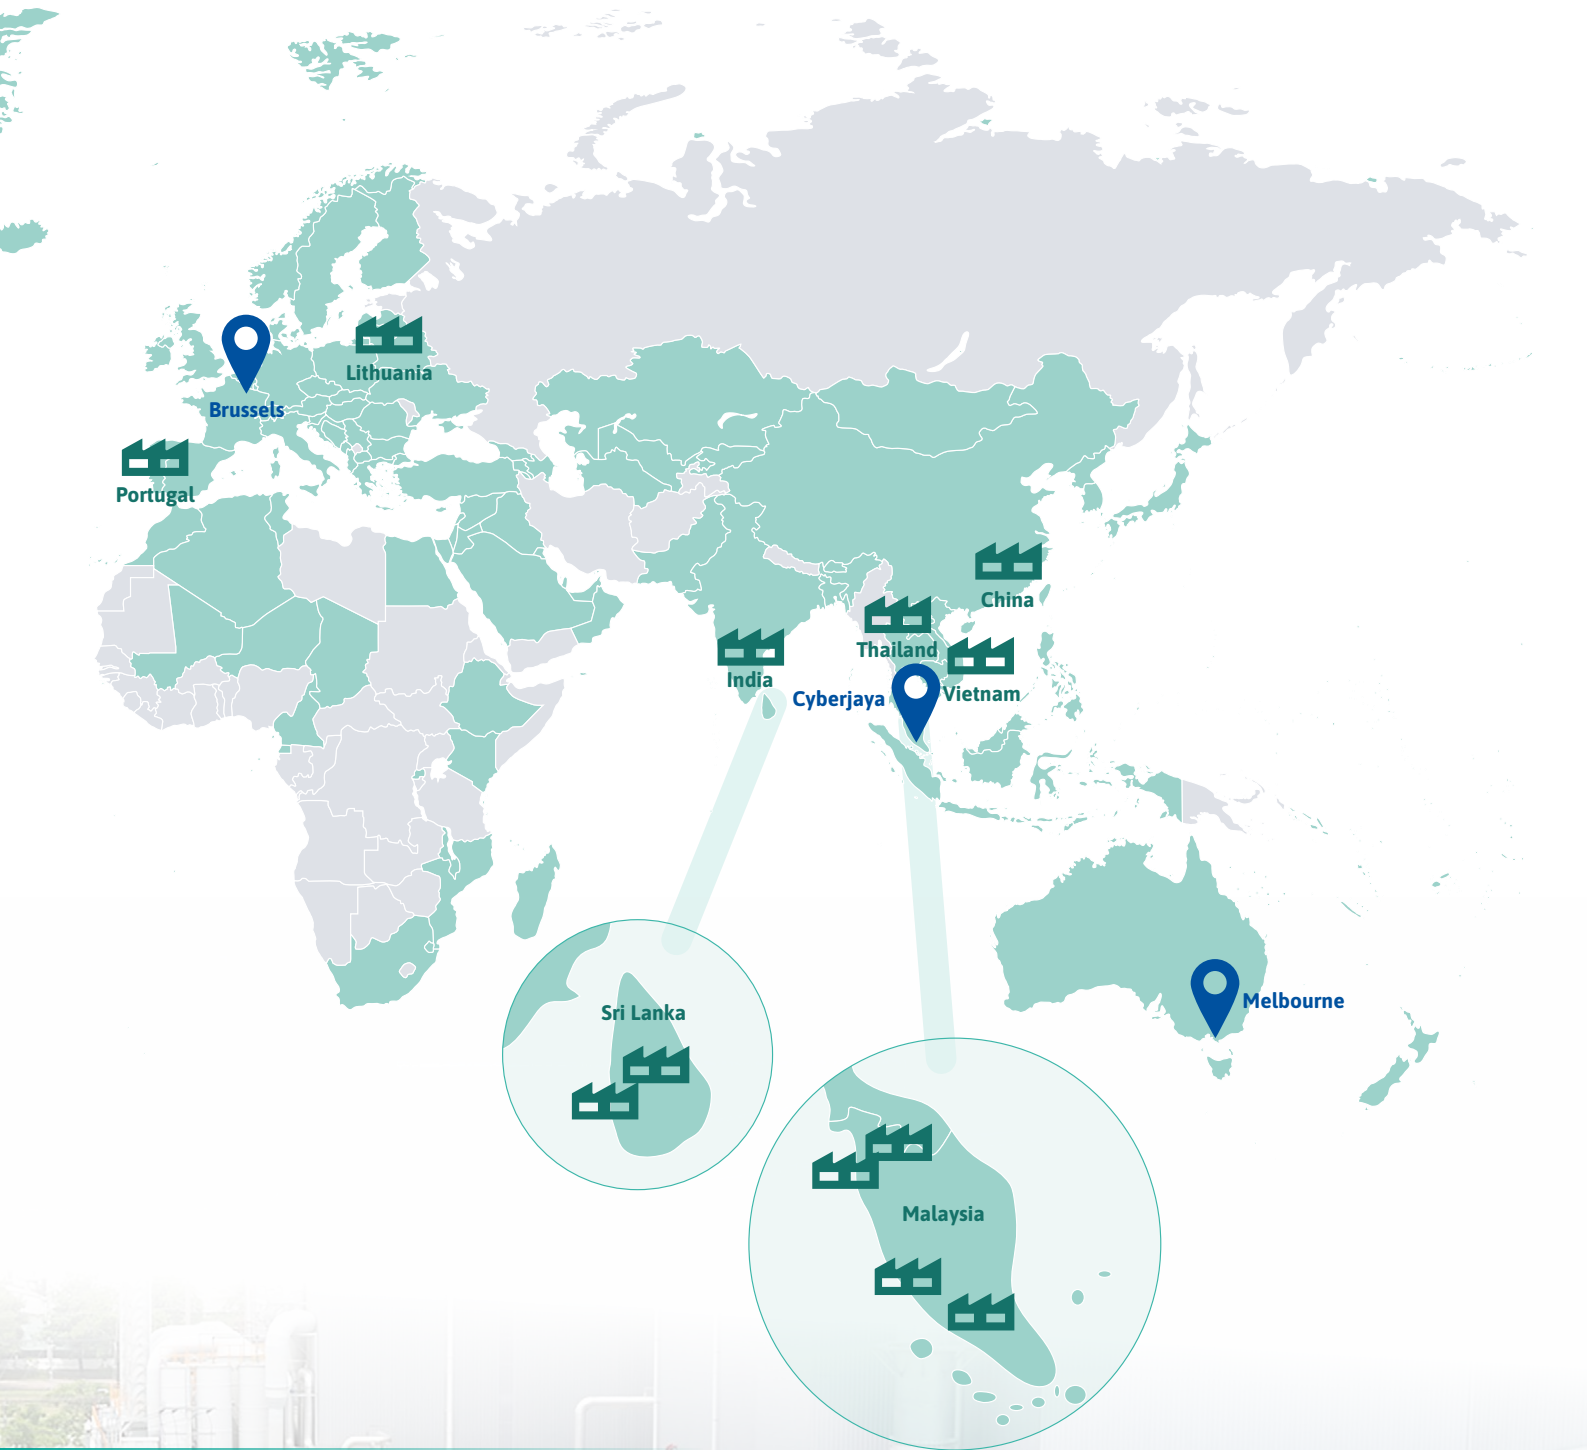 Lithuania
Brussels
Portugal
China
Thailand
India
Cyberjaya
Vietnam
Melbourne
Sri Lanka
Malaysia